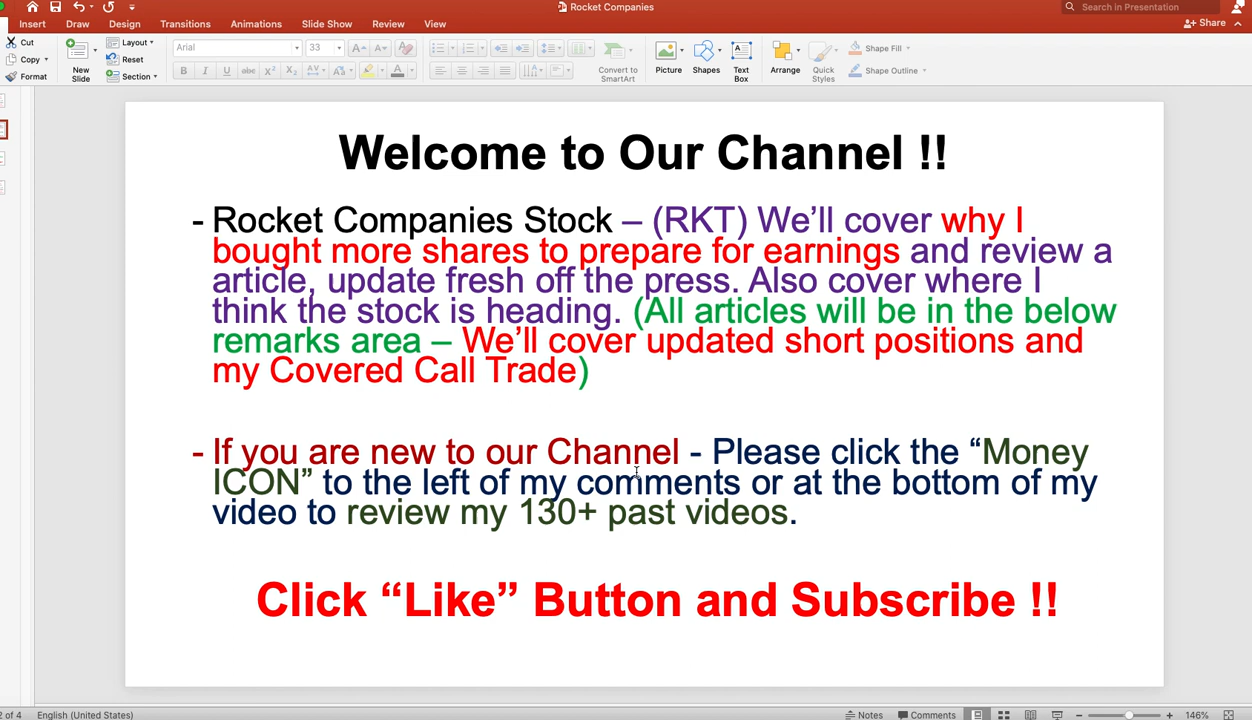 Rocket Companies
Search in Presentation
Insert Draw Design Transitions Animations Slide Show Review View
Share
Cut
Copy
Format
New Slide
Layout
Reset
Section
Arial
33
Convert to SmartArt
Picture
Shapes
Text Box
Arrange
Quick Styles
Shape Fill
Shape Outline
Welcome to Our Channel !!
- Rocket Companies Stock – (RKT) We’ll cover why I
bought more shares to prepare for earnings and review a
article, update fresh off the press. Also cover where I
think the stock is heading. (All articles will be in the below
remarks area – We’ll cover updated short positions and
my Covered Call Trade)
- If you are new to our Channel - Please click the “Money
ICON” to the left of my comments or at the bottom of my
video to review my 130+ past videos.
Click “Like” Button and Subscribe !!
2 of 4 English (United States) Notes Comments 146%